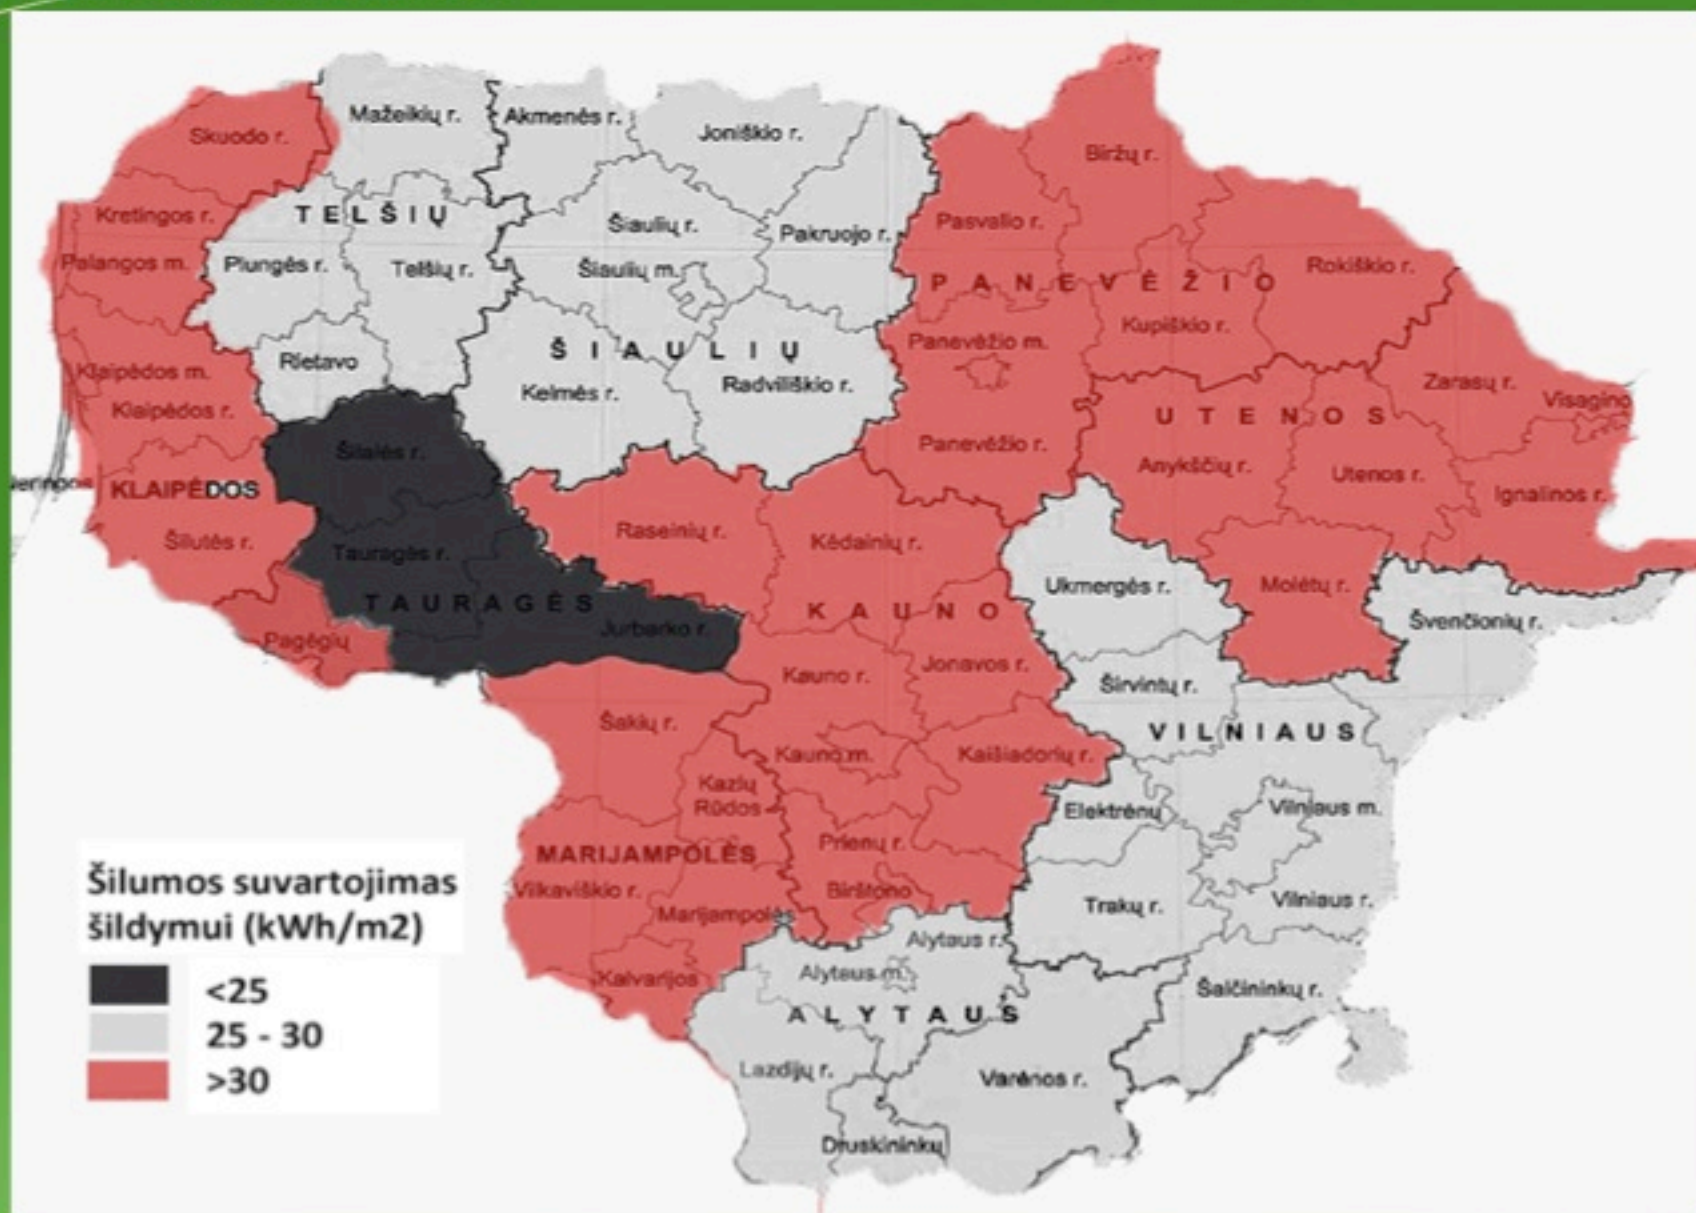 Skuodo r.
Mažeikių r.
Akmenės r.
Joniškio r.
Biržų r.
Kretingos r.
TELŠIŲ
Šiaulių r.
Pakruojo r.
Pasvalio r.
Palangos m.
Plungės r.
Telšių r.
Šiaulių m.
PANEVĖŽIO
Rokiškio r.
Klaipėdos m.
Rietavo
ŠIAULIŲ
Panevėžio m.
Kupiškio r.
Klaipėdos r.
Kelmės r.
Radviliškio r.
Zarasų r.
Visagino
UTENOS
Šilalės r.
Panevėžio r.
Anykščių r.
Utenos r.
Ignalinos r.
KLAIPĖDOS
Šilutės r.
Tauragės r.
Raseinių r.
Kėdainių r.
Ukmergės r.
Molėtų r.
Švenčionių r.
TAURAGĖS
Jurbarko r.
KAUNO
Pagėgių
Kauno r.
Jonavos r.
Širvintų r.
Šakių r.
VILNIAUS
Kauno m.
Kaišiadorių r.
Kazlų
Rūdos
Elektrėnų
Vilniaus m.
MARIJAMPOLĖS
Prienų r.
Vilkaviškio r.
Birštono
Marijampolės
Trakų r.
Vilniaus r.
Alytaus r.
Kalvarijos
Alytaus m.
Šalčininkų r.
ALYTAUS
Lazdijų r.
Varėnos r.
Druskininkų
Šilumos suvartojimas
šildymui (kWh/m2)
<25
25 - 30
>30